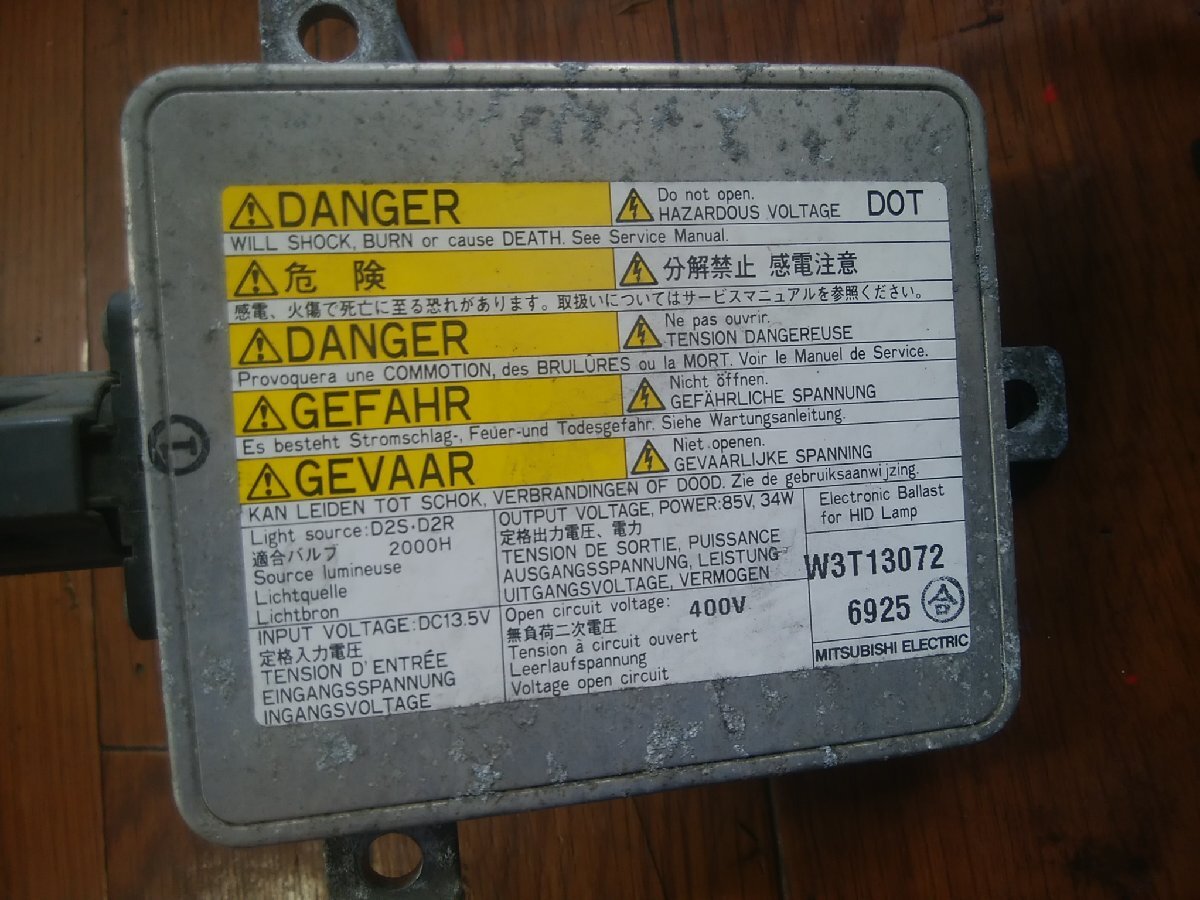 DANGER
Do not open.
HAZARDOUS VOLTAGE
DOT
WILL SHOCK, BURN or cause DEATH. See Service Manual.
危 険
分解禁止 感電注意
感電、火傷で死亡に至る恐れがあります。取扱いについてはサービスマニュアルを参照ください。
DANGER
Ne pas ouvrir.
TENSION DANGEREUSE
Provoquera une COMMOTION, des BRULÛRES ou la MORT. Voir le Manuel de Service.
GEFAHR
Nicht öffnen.
GEFÄHRLICHE SPANNUNG
Es besteht Stromschlag-, Feuer-und Todesgefahr. Siehe Wartungsanleitung.
GEVAAR
Niet openen.
GEVAARLIJKE SPANNING
KAN LEIDEN TOT SCHOK, VERBRANDINGEN OF DOOD. Zie de gebruiksaanwijzing.
Light source:D2S·D2R
適合バルブ 2000H
Source lumineuse
Lichtquelle
Lichtbron
INPUT VOLTAGE:DC13.5V
定格入力電圧
TENSION D'ENTRÉE
EINGANGSSPANNUNG
INGANGSVOLTAGE
OUTPUT VOLTAGE, POWER:85V, 34W
定格出力電圧、電力
TENSION DE SORTIE, PUISSANCE
AUSGANGSSPANNUNG, LEISTUNG
UITGANGSVOLTAGE, VERMOGEN
Open circuit voltage: 400V
無負荷二次電圧
Tension à circuit ouvert
Leerlaufspannung
Voltage open circuit
Electronic Ballast
for HID Lamp
W3T13072
6925 合
MITSUBISHI ELECTRIC